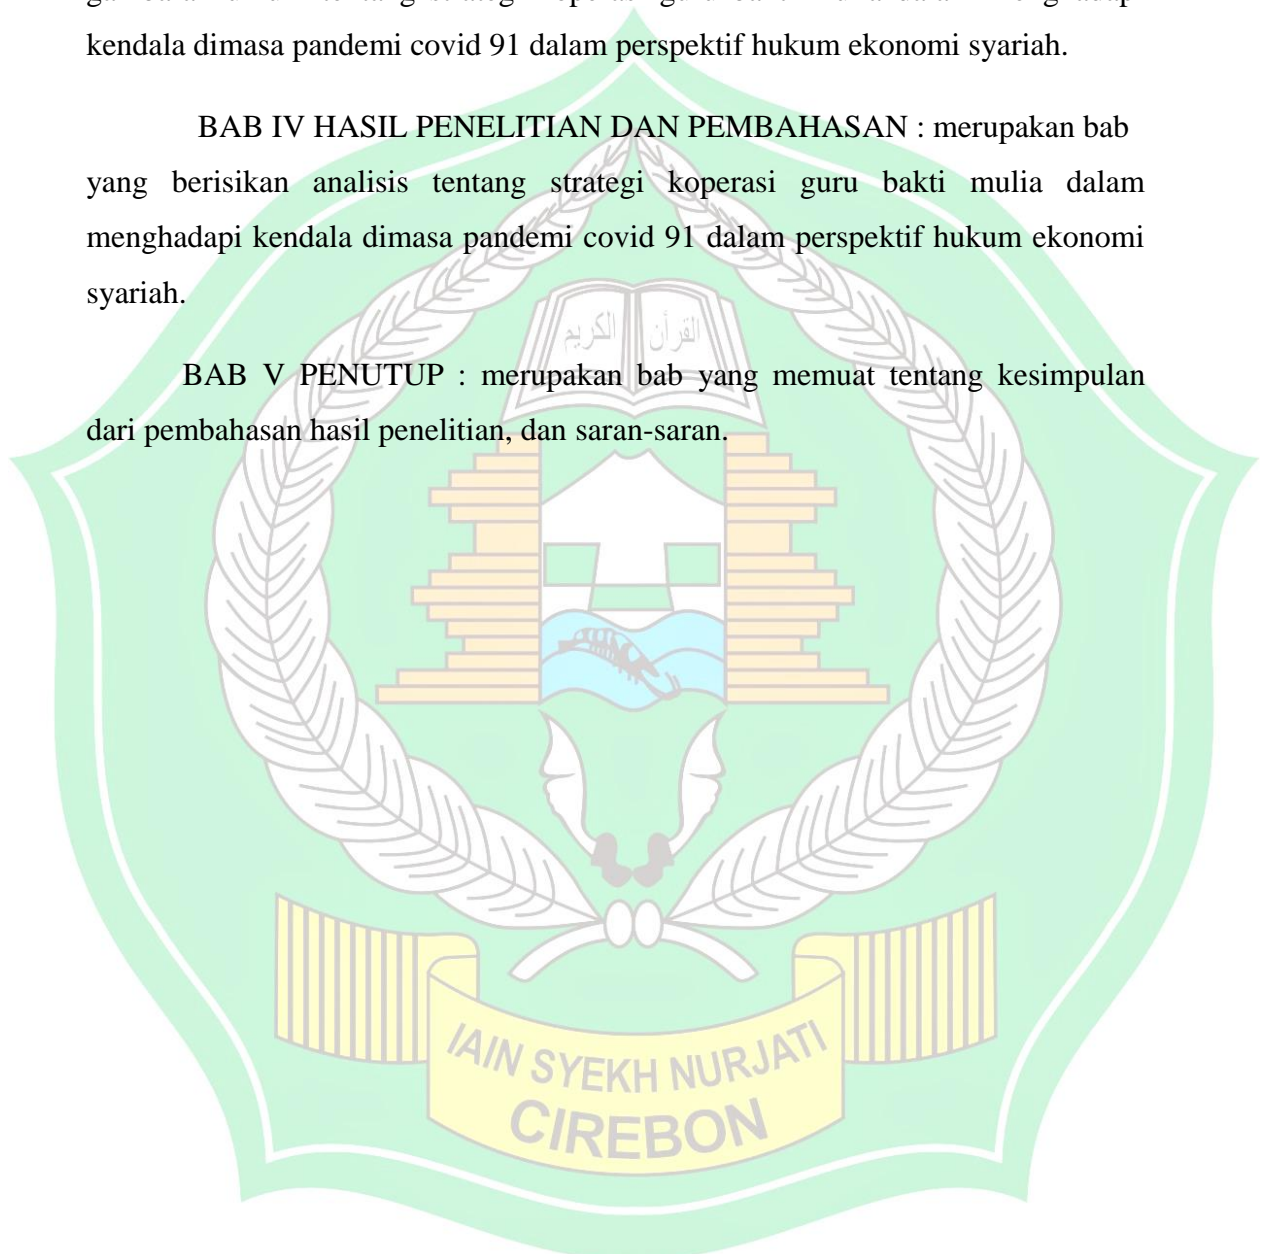 kendala dimasa pandemi covid 91 dalam perspektif hukum ekonomi syariah.
BAB IV HASIL PENELITIAN DAN PEMBAHASAN : merupakan bab
yang berisikan analisis tentang strategi koperasi guru bakti mulia dalam
menghadapi kendala dimasa pandemi covid 91 dalam perspektif hukum ekonomi
syariah.
القرآن الكريم
BAB V PENUTUP : merupakan bab yang memuat tentang kesimpulan
dari pembahasan hasil penelitian, dan saran-saran.
IAIN SYEKH NURJATI
CIREBON